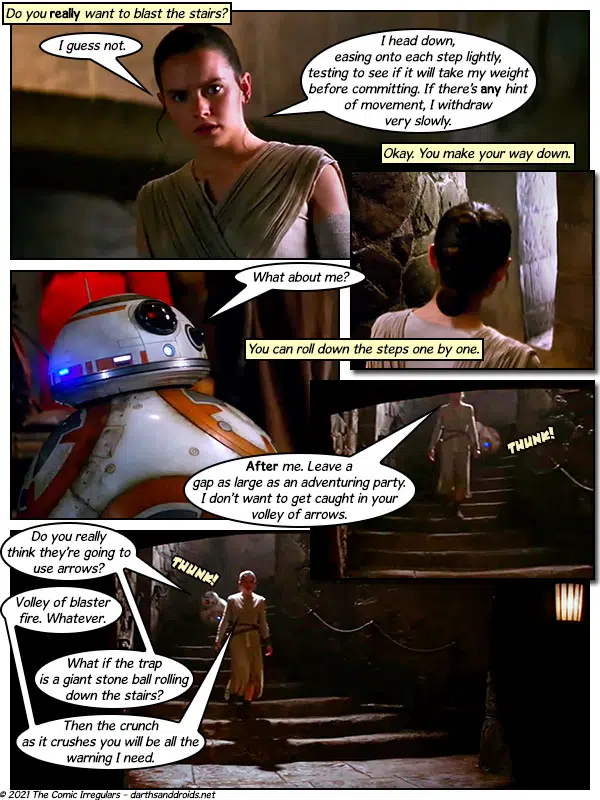 Do you really want to blast the stairs?
I guess not.
I head down,
easing onto each step lightly,
testing to see if it will take my weight
before committing. If there's any hint
of movement, I withdraw
very slowly.
Okay. You make your way down.
What about me?
You can roll down the steps one by one.
THUNK!
After me. Leave a
gap as large as an adventuring party.
I don't want to get caught in your
volley of arrows.
Do you really
think they're going to
use arrows?
THUNK!
Volley of blaster
fire. Whatever.
What if the trap
is a giant stone ball rolling
down the stairs?
Then the crunch
as it crushes you will be all the
warning I need.
© 2021 The Comic Irregulars - darthsanddroids.net